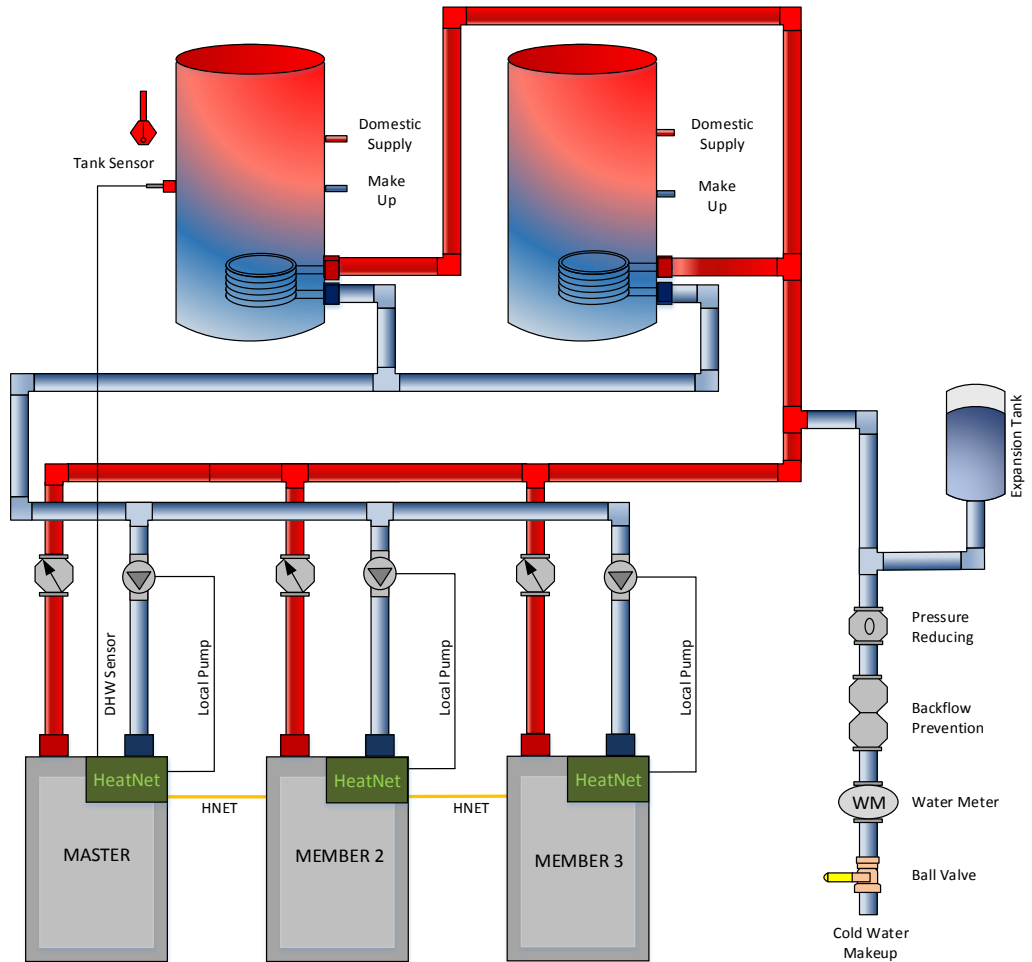 Domestic
Supply
Domestic
Supply
Tank Sensor
Make
Up
Make
Up
Expansion Tank
Pressure
Reducing
DHW Sensor
Local Pump
Local Pump
Local Pump
Backflow
Prevention
HeatNet
HeatNet
HeatNet
HNET
HNET
WM
Water Meter
MASTER
MEMBER 2
MEMBER 3
Ball Valve
Cold Water
Makeup